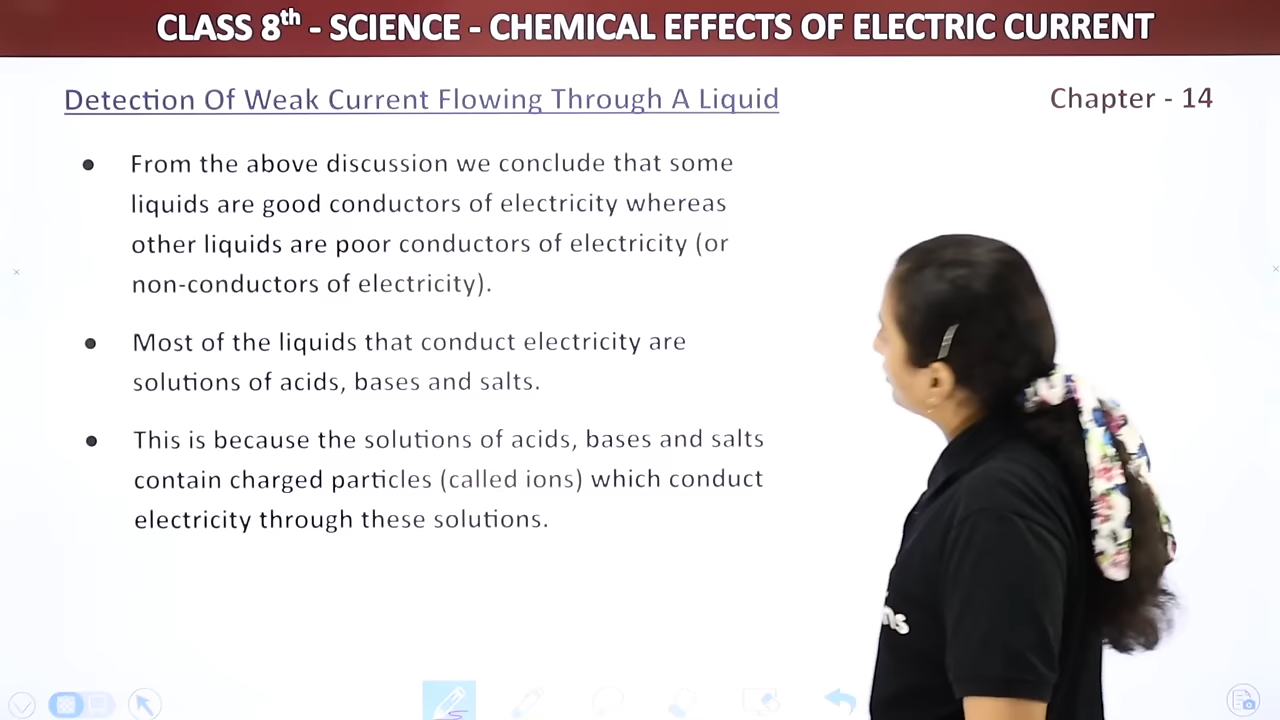 CLASS 8th - SCIENCE - CHEMICAL EFFECTS OF ELECTRIC CURRENT
Detection Of Weak Current Flowing Through A Liquid
Chapter - 14
● From the above discussion we conclude that some
liquids are good conductors of electricity whereas
other liquids are poor conductors of electricity (or
non-conductors of electricity).
● Most of the liquids that conduct electricity are
solutions of acids, bases and salts.
● This is because the solutions of acids, bases and salts
contain charged particles (called ions) which conduct
electricity through these solutions.